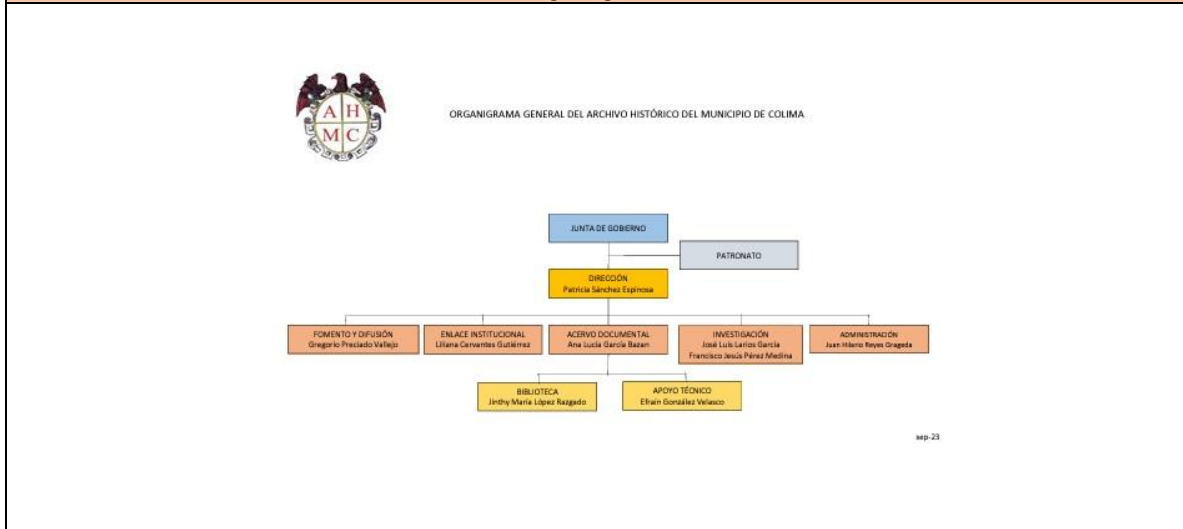 A H
M C
ORGANIGRAMA GENERAL DEL ARCHIVO HISTÓRICO DEL MUNICIPIO DE COLIMA
JUNTA DE GOBIERNO
PATRONATO
DIRECCIÓN
Patricia Sánchez Espinosa
FOMENTO Y DIFUSIÓN
Gregorio Preciado Vallejo
ENLACE INSTITUCIONAL
Liliana Cervantes Gutiérrez
ACERVO DOCUMENTAL
Ana Lucía García Bazan
INVESTIGACIÓN
José Luis Larios García
Francisco Jesús Pérez Medina
ADMINISTRACIÓN
Juan Hilario Reyes Grageda
BIBLIOTECA
Jinthy María López Razgado
APOYO TÉCNICO
Efraín González Velasco
sep-23